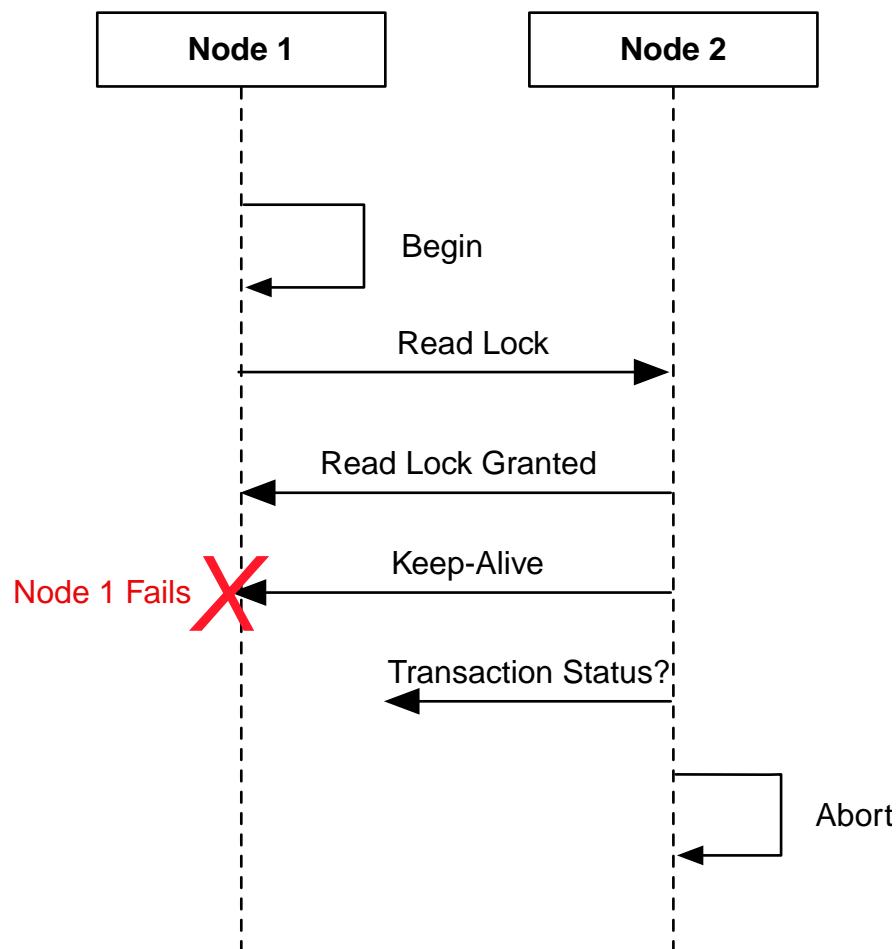 Node 1
Node 2
Begin
Read Lock
Read Lock Granted
Keep-Alive
Node 1 Fails
Transaction Status?
Abort